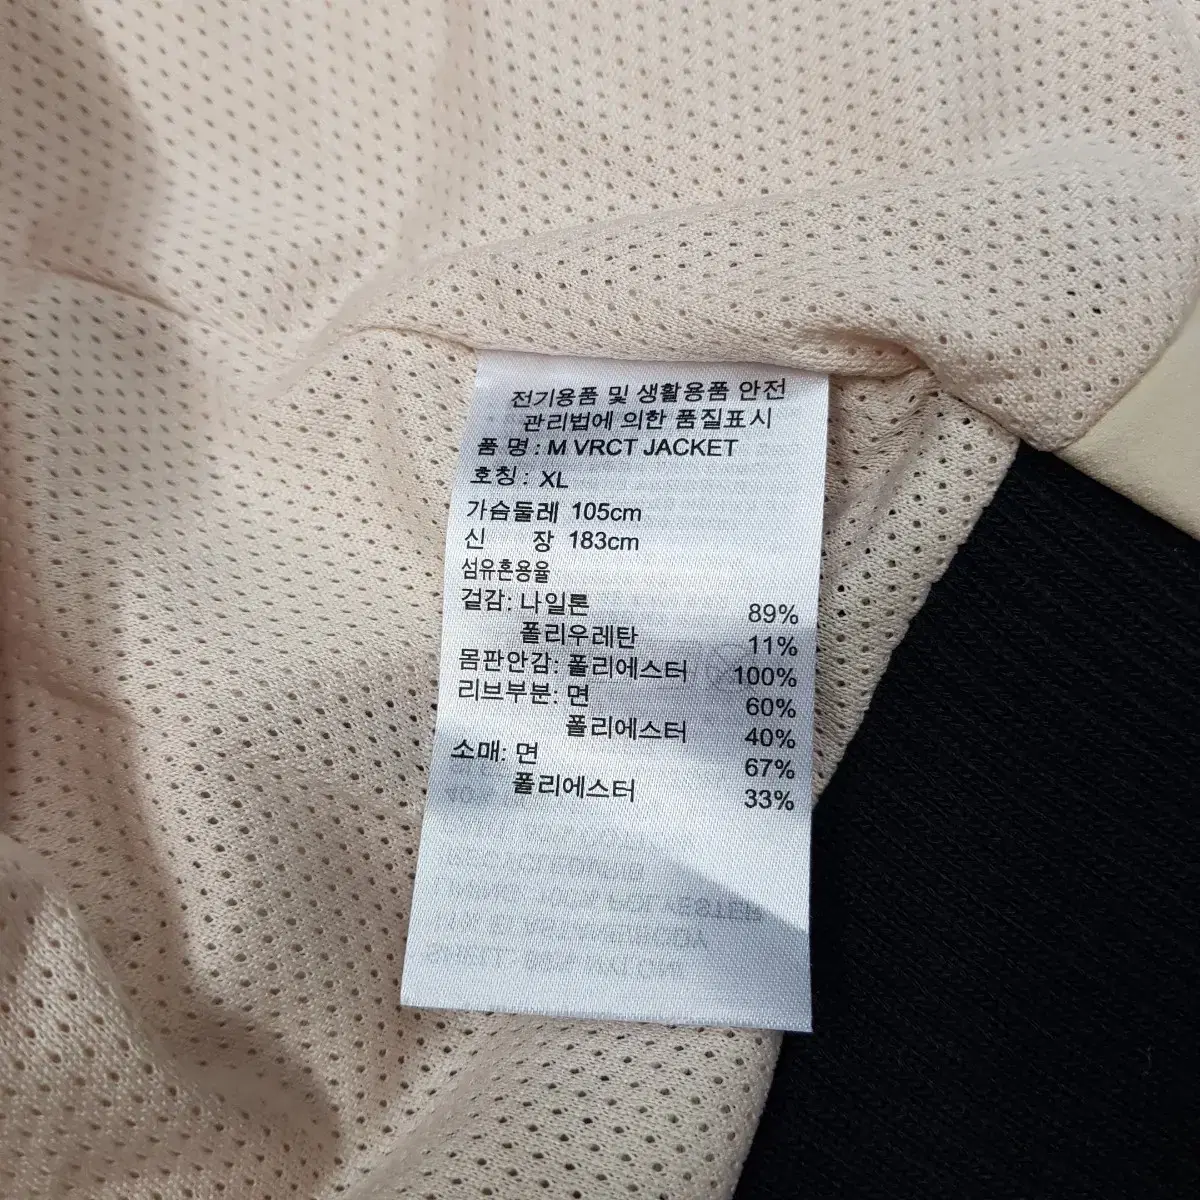 전기용품 및 생활용품 안전
관리법에 의한 품질표시
품 명 : M VRCT JACKET
호칭 : XL
가슴둘레 105cm
신 장 183cm
섬유혼용율
겉감: 나일론 89%
폴리우레탄 11%
몸판안감: 폴리에스터 100%
리브부분: 면 60%
폴리에스터 40%
소매: 면 67%
폴리에스터 33%